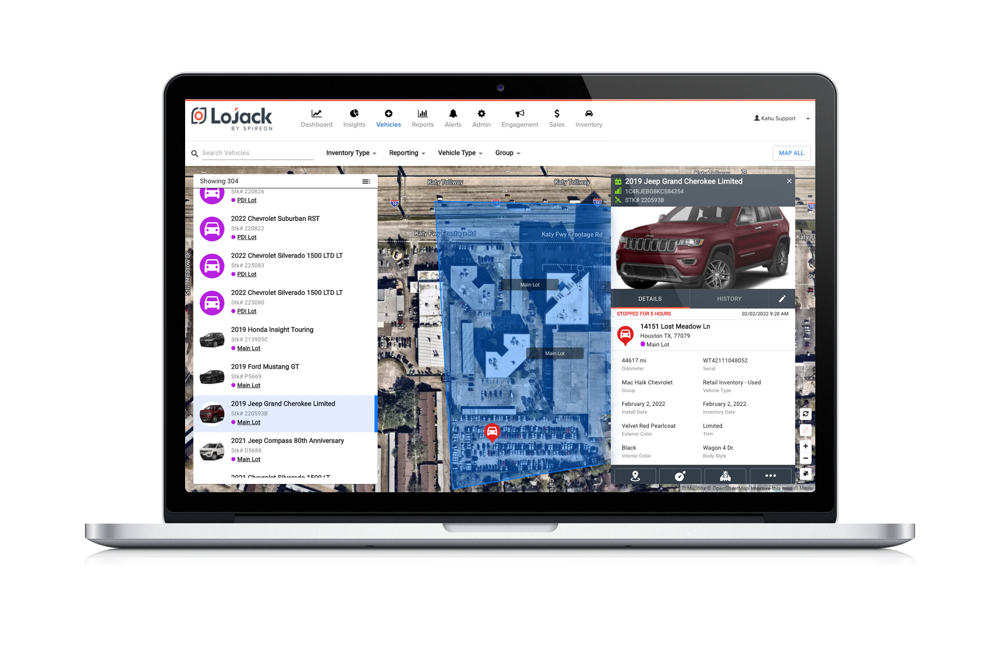 LoJack
BY SPIREON
Dashboard
Insights
Vehicles
Reports
Alerts
Admin
Engagement
Sales
Inventory
Kahu Support
Search Vehicles
Inventory Type
Reporting
Vehicle Type
Group
MAP ALL
Showing 304
Stk# 220826
PDI Lot
2022 Chevrolet Suburban RST
Stk# 220822
PDI Lot
2022 Chevrolet Silverado 1500 LTD LT
Stk# 225083
PDI Lot
2022 Chevrolet Silverado 1500 LTD LT
Stk# 225080
PDI Lot
2019 Honda Insight Touring
Stk# 213905C
Main Lot
2019 Ford Mustang GT
Stk# P5669
Main Lot
2019 Jeep Grand Cherokee Limited
Stk# 220593B
Main Lot
2021 Jeep Compass 80th Anniversary
Stk# D5688
Main Lot
2021 Chevrolet Silverado 1500 LT
Katy Tollway
Katy Tollway
Katy Tollway
10
10
10
10
Katy Fwy Frontage Rd
Katy Fwy Frontage Rd
Still Meadow Dr
Main Lot
Main Lot
2019 Jeep Grand Cherokee Limited
1C4RJEBG8KC584354
STK# 220593B
DETAILS
HISTORY
STOPPED FOR 5 HOURS
02/02/2022 9:20 AM
14151 Lost Meadow Ln
Houston TX, 77079
Main Lot
44617 mi
Odometer
WT42111048052
Serial
Mac Haik Chevrolet
Group
Retail Inventory - Used
Vehicle Type
February 2, 2022
Install Date
February 2, 2022
Inventory Date
Velvet Red Pearlcoat
Exterior Color
Limited
Trim
Black
Interior Color
Wagon 4 Dr.
Body Style
© Mapbox © OpenStreetMap Improve this map © Maxar